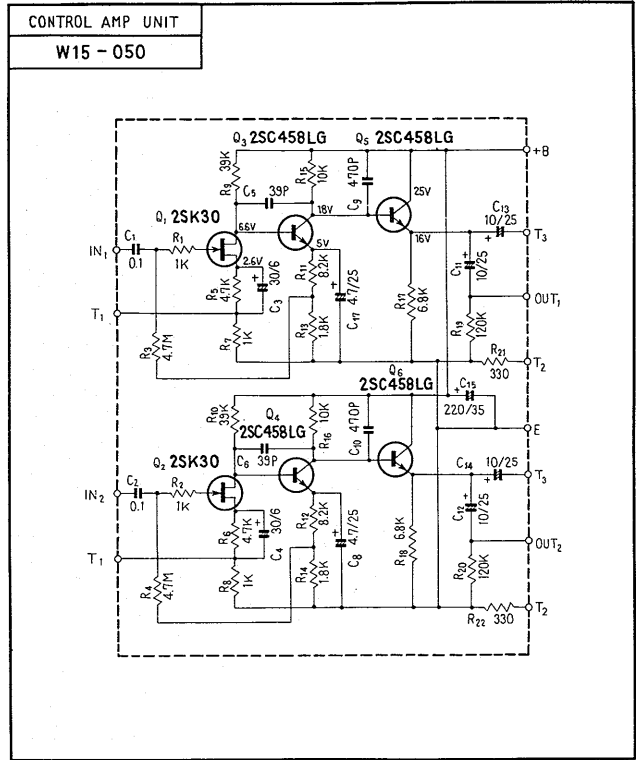 CONTROL AMP UNIT
W15-050
Q3 2SC458LG
Q5 2SC458LG
+B
R9 39K
R15 10K
C9 470P
C5 39P
25V
18V
C13 10/25
T3
Q1 2SK30
6.6V
16V
C1 0.1
R1 1K
IN1
2.6V
5V
30/6
C3
R5 4.7K
R11 8.2K
4.7/25
C17
C11 10/25
OUT1
T1
R3 4.7M
R7 1K
R13 1.8K
R17 6.8K
R19 120K
R21 330
T2
Q6 2SC458LG
C15 220/35
E
R10 39K
Q4 2SC458LG
10K R16
C10 470P
C6 39P
C14 10/25
T3
Q2 2SK30
C2 0.1
R2 1K
IN2
R6 4.7K
30/6
C4
R12 8.2K
4.7/25
C8
6.8K R18
C12 10/25
OUT2
T1
R4 4.7M
R8 1K
R14 1.8K
R20 120K
T2
R22 330